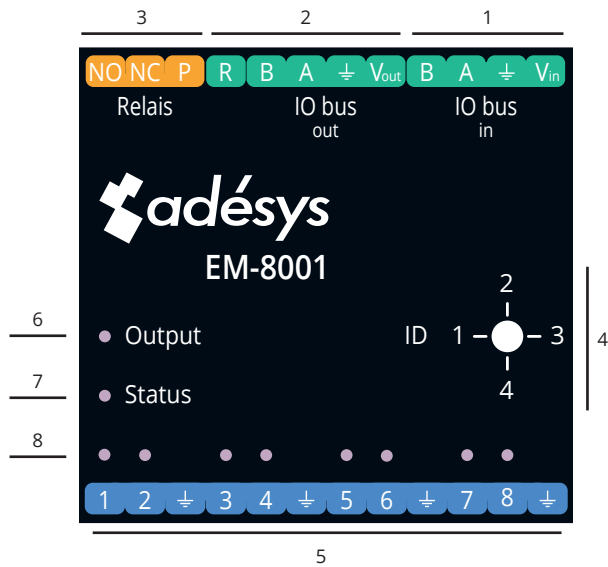 3 2 1
NO NC P R B A ⏚ Vout B A ⏚ Vin
Relais IO bus IO bus
out in
adésys
EM-8001
2
6 Output ID 1 3 4
4
7 Status
8
1 2 ⏚ 3 4 ⏚ 5 6 ⏚ 7 8 ⏚
5